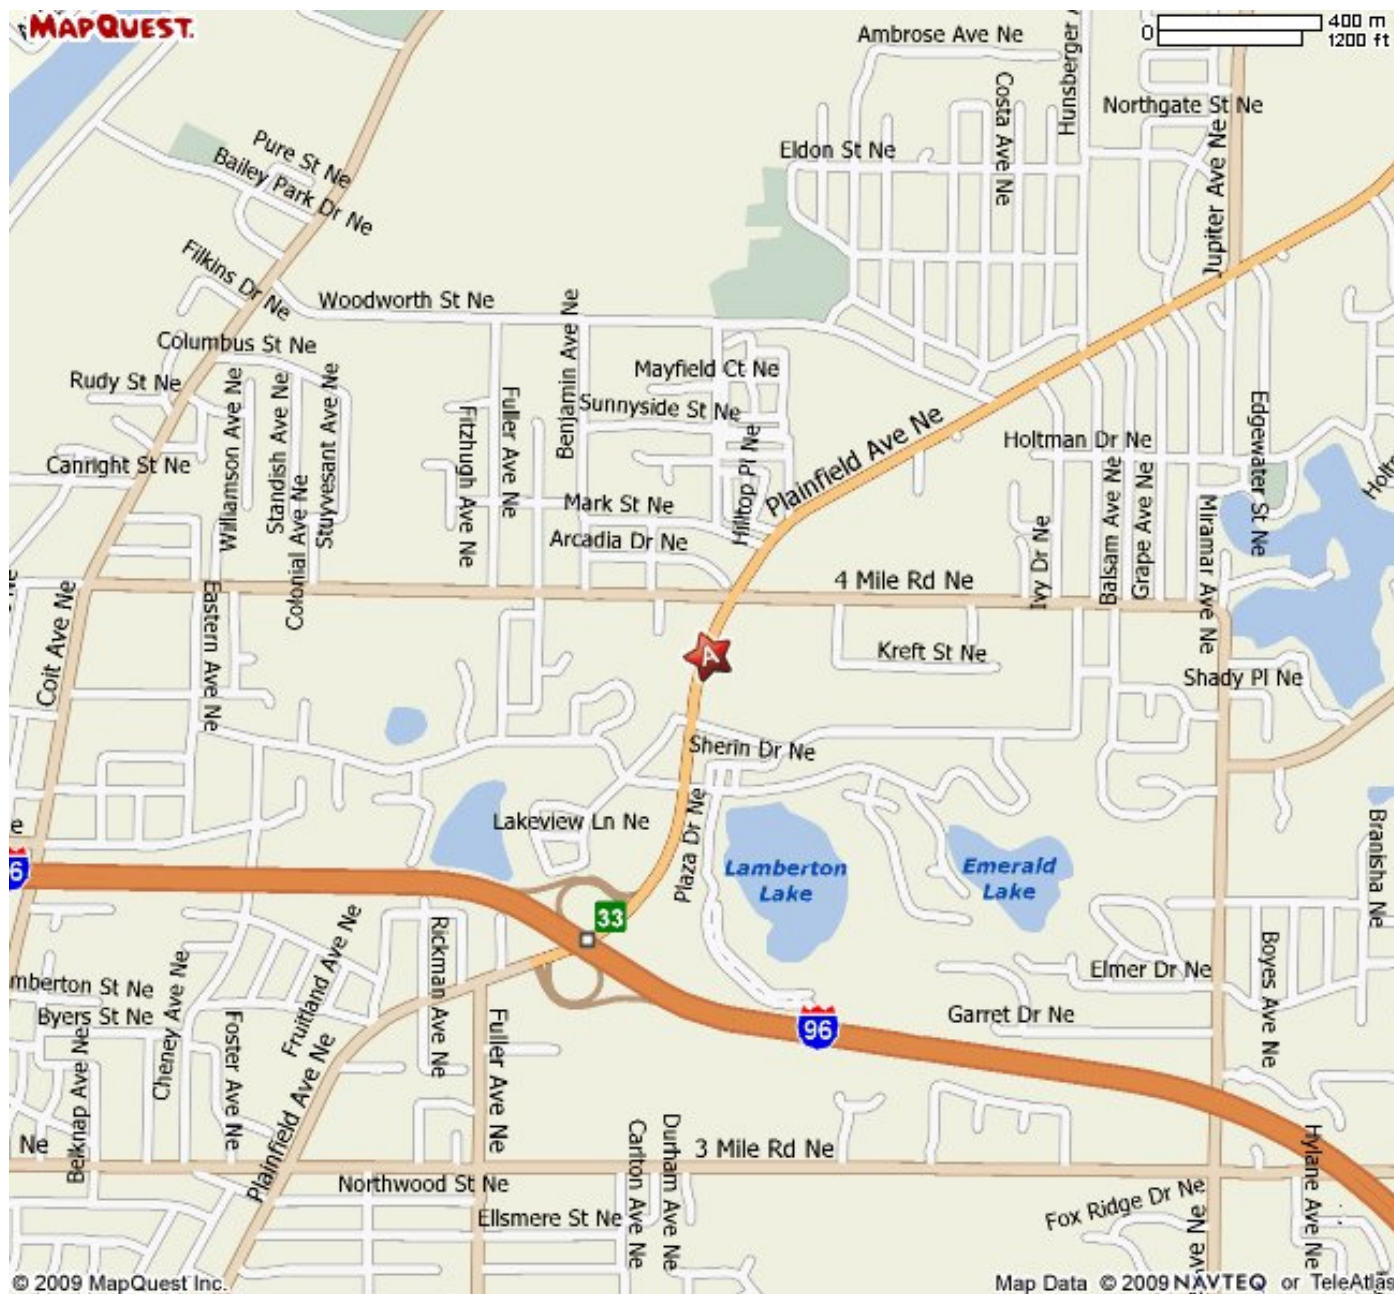 MAPQUEST.
400 m
0
1200 ft
Ambrose Ave Ne
Hunsberger
Costa Ave Ne
Northgate St Ne
Pure St Ne
Bailey Park Dr Ne
Eldon St Ne
Jupiter Ave Ne
Filkins Dr Ne
Woodworth St Ne
Benjamin Ave Ne
Columbus St Ne
Mayfield Ct Ne
Rudy St Ne
Sunnyside St Ne
Williamson Ave Ne
Standish Ave Ne
Stuyvesant Ave Ne
Fitzhugh Ave Ne
Fuller Ave Ne
Hilltop Pl Ne
Plainfield Ave Ne
Holtman Dr Ne
Edgewater St Ne
Canright St Ne
Colonial Ave Ne
Mark St Ne
Arcadia Dr Ne
Balsam Ave Ne
Grape Ave Ne
Miramar Ave Ne
Ivy Dr Ne
4 Mile Rd Ne
Eastern Ave Ne
Coit Ave Ne
A
Kreft St Ne
Shady Pl Ne
Sherin Dr Ne
Plaza Dr Ne
Lakeview Ln Ne
Lamberton
Lake
Emerald
Lake
Branisha Ne
6
33
Rickman Ave Ne
Fruitland Ave Ne
Cheney Ave Ne
Elmer Dr Ne
Boyes Ave Ne
mberton St Ne
Byers St Ne
Garret Dr Ne
96
Foster Ave Ne
Belknap Ave Ne
Plainfield Ave Ne
Fuller Ave Ne
Ne
3 Mile Rd Ne
Carlton Ave Ne
Durham Ave Ne
Hylane Ave Ne
Northwood St Ne
Ellsmere St Ne
Fox Ridge Dr Ne
© 2009 MapQuest Inc.
Map Data © 2009 NAVTEQ or TeleAtlas